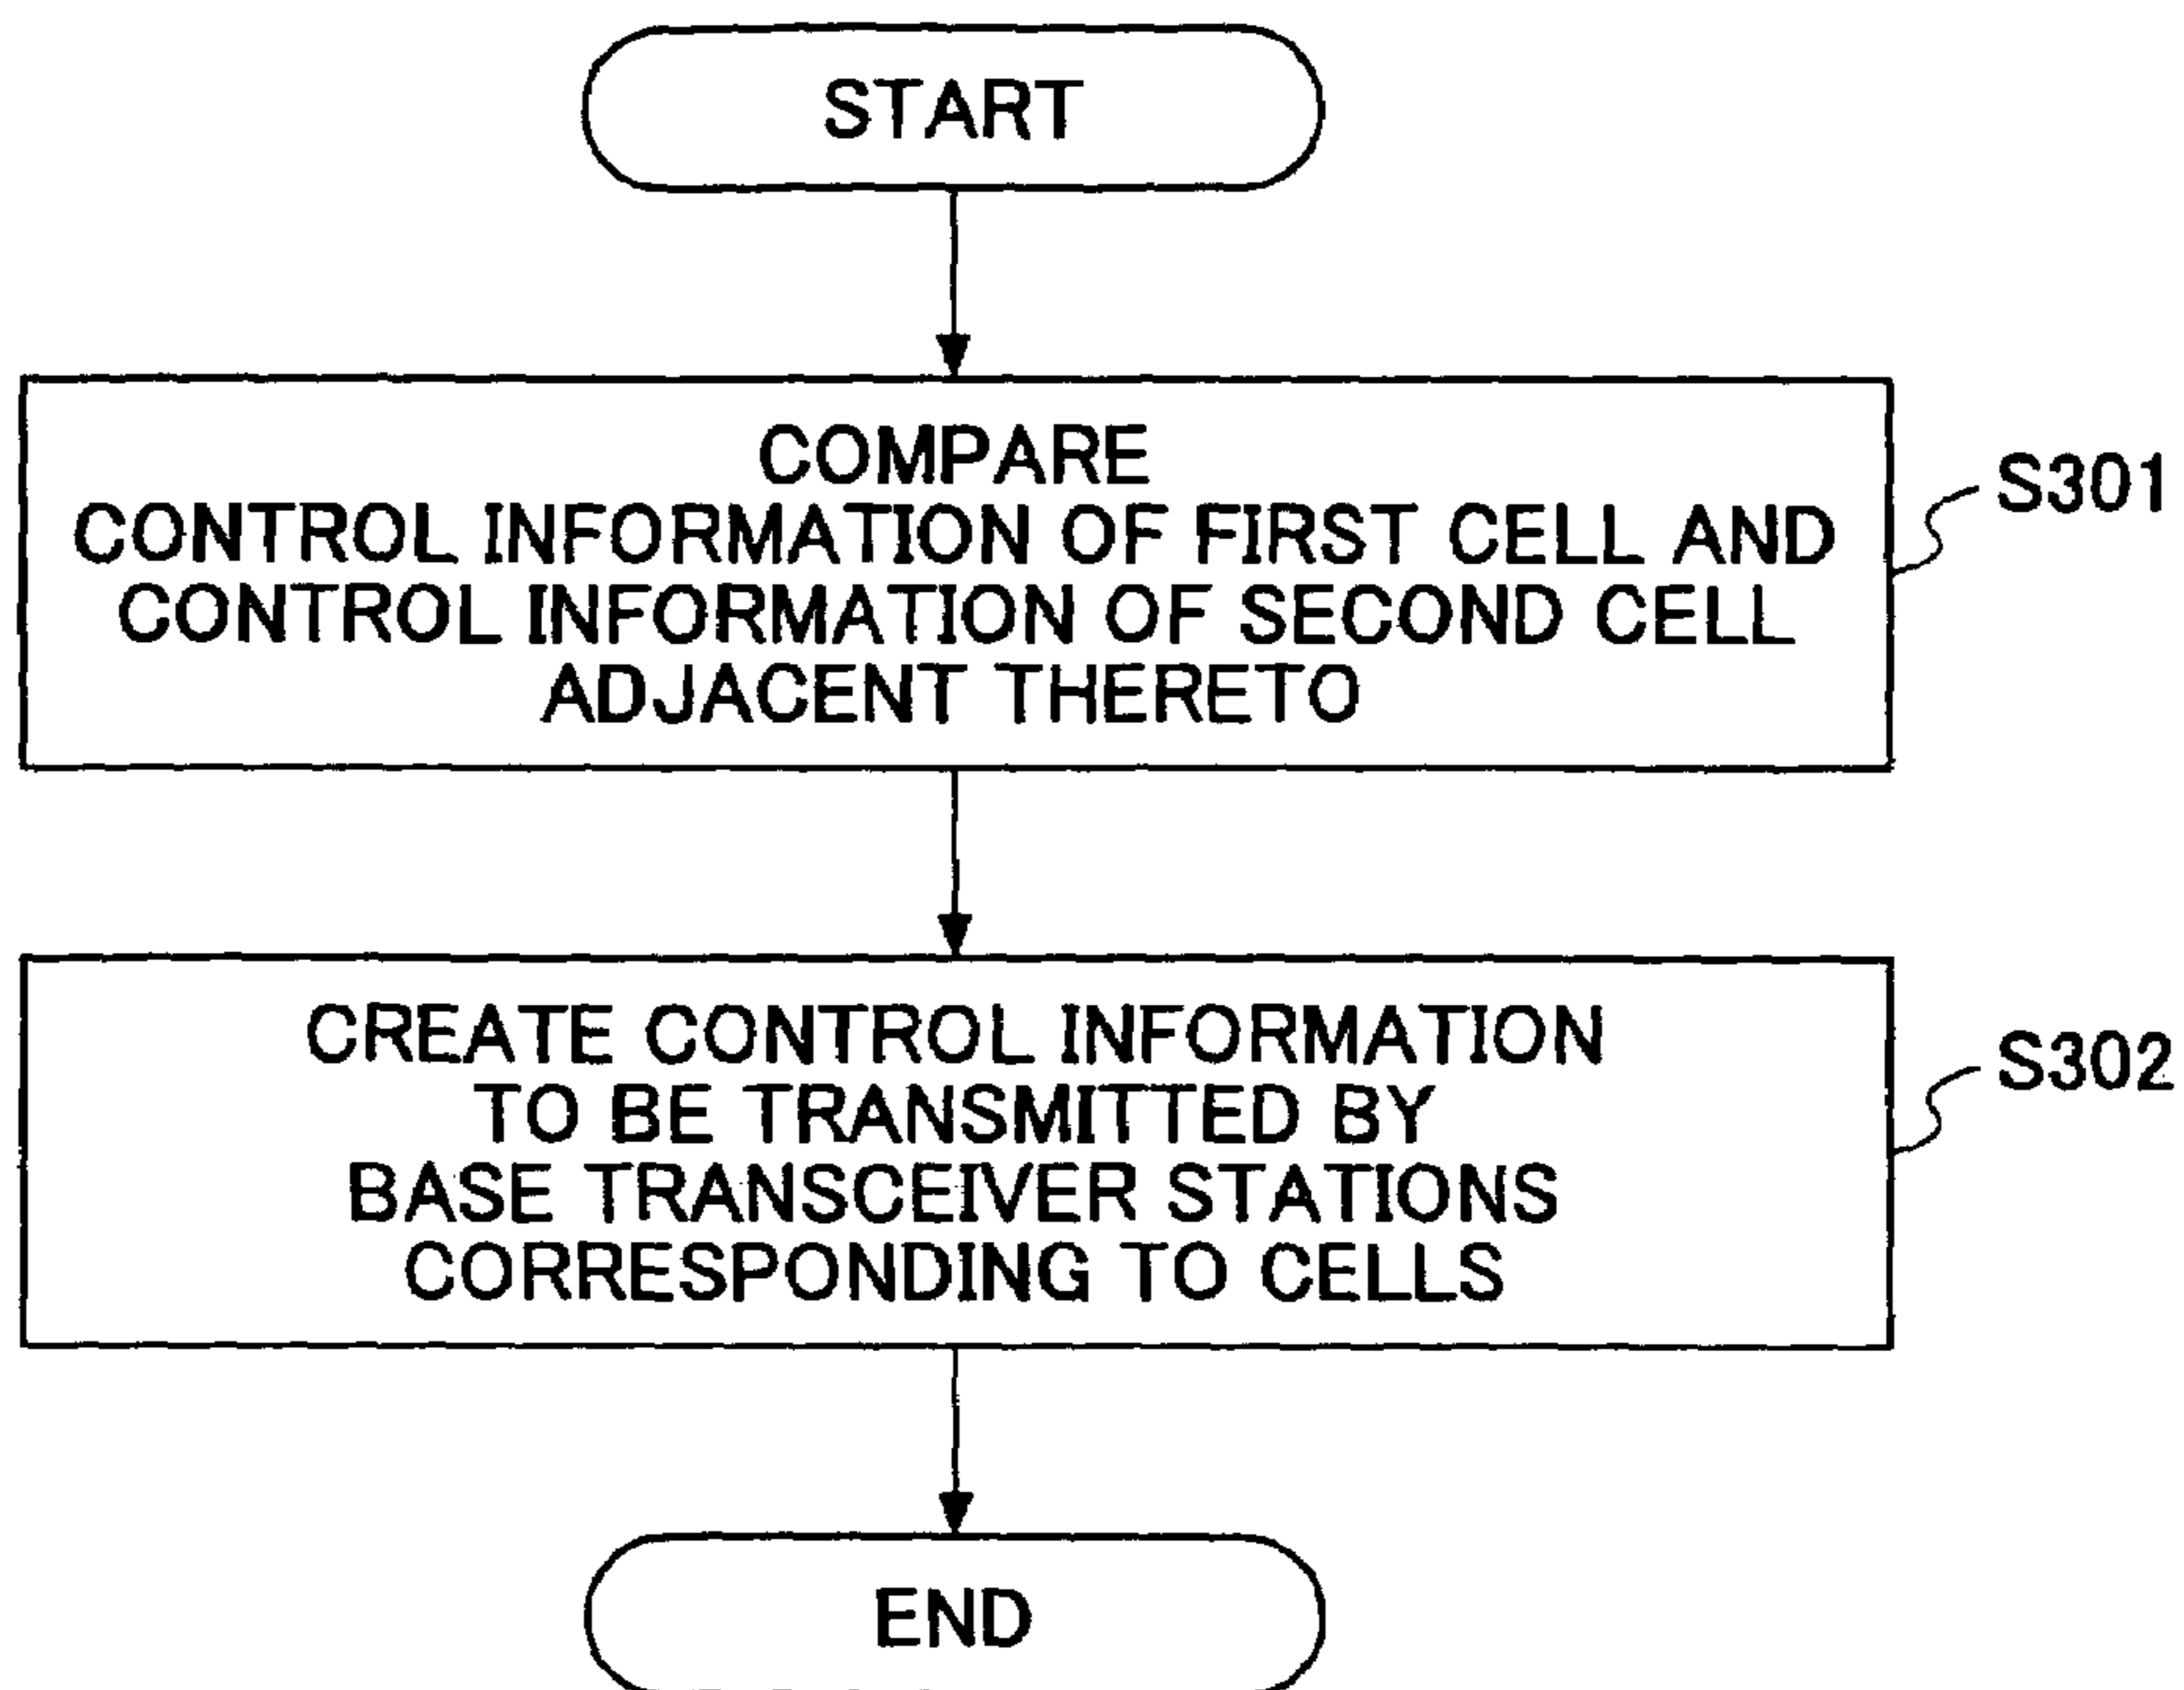 START
COMPARE
CONTROL INFORMATION OF FIRST CELL AND
CONTROL INFORMATION OF SECOND CELL
ADJACENT THERETO
S301
CREATE CONTROL INFORMATION
TO BE TRANSMITTED BY
BASE TRANSCEIVER STATIONS
CORRESPONDING TO CELLS
S302
END